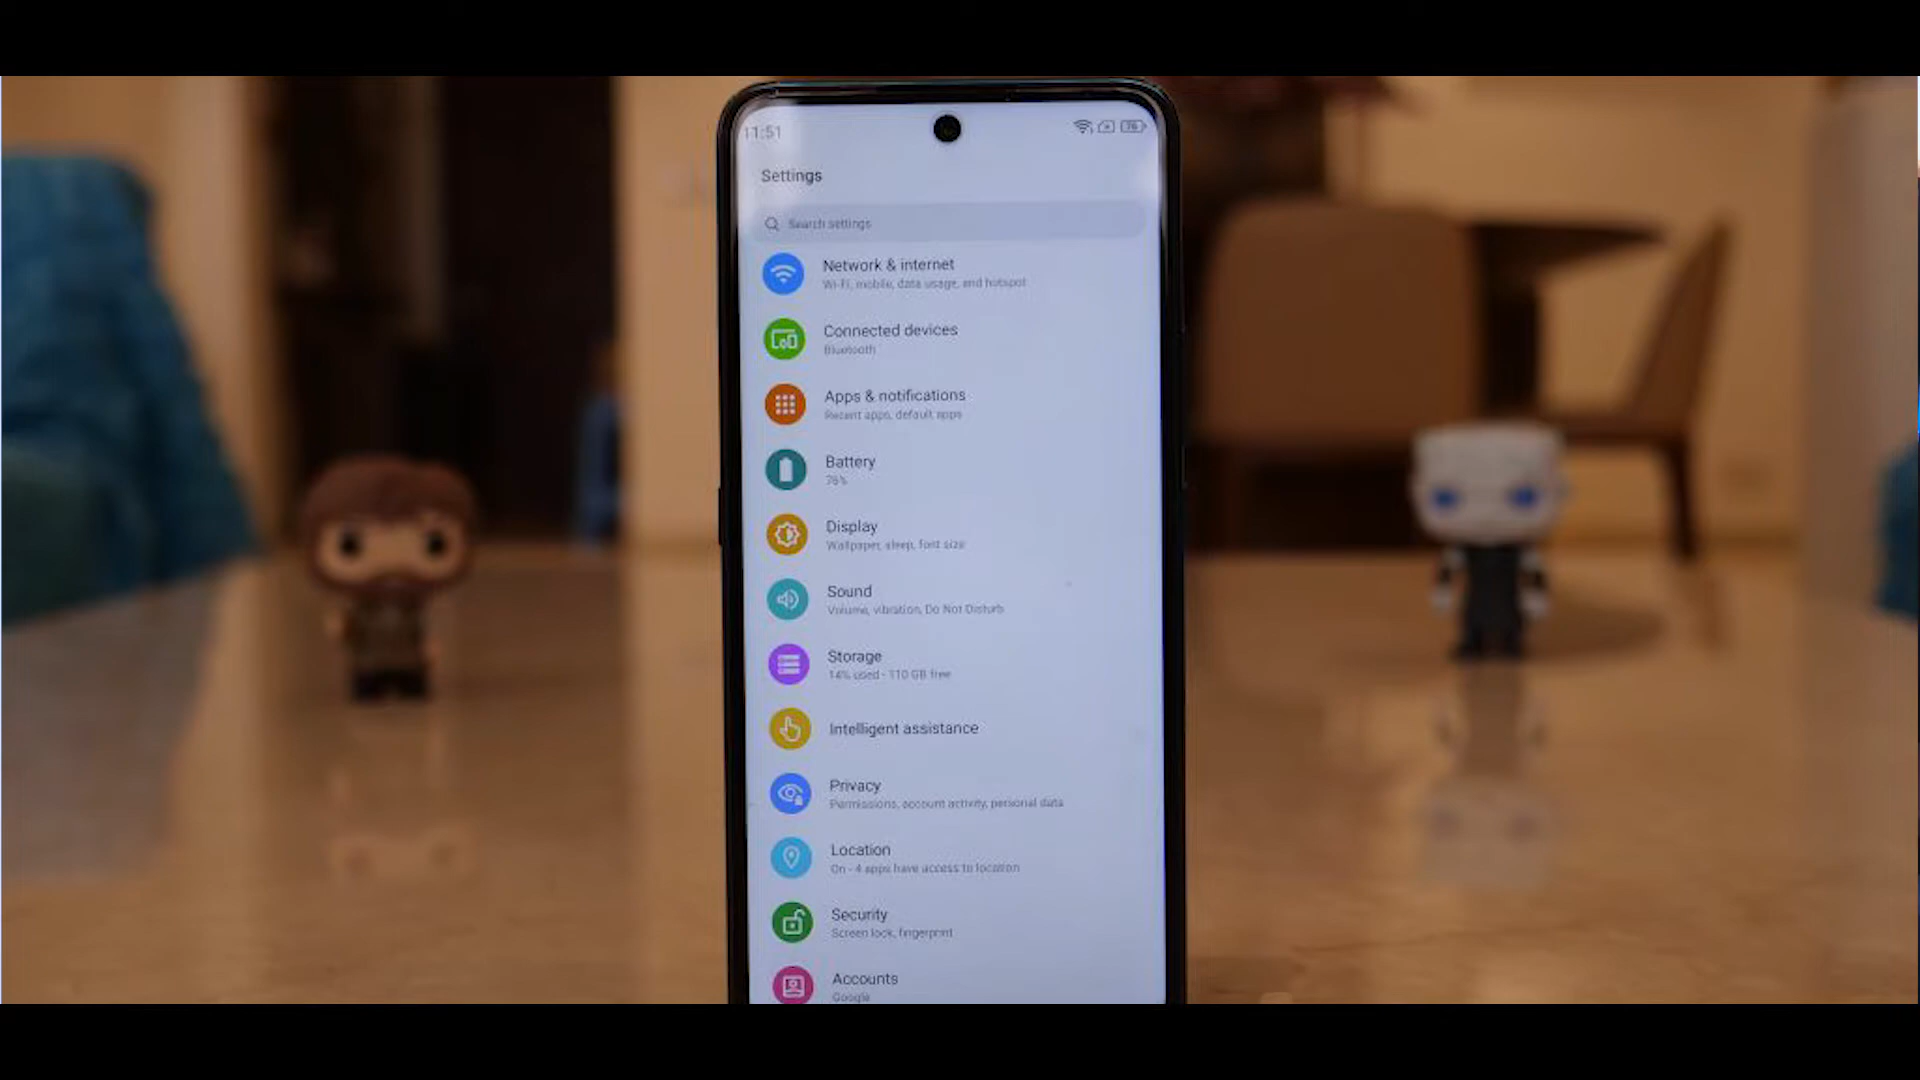 11:51
76
Settings
Search settings
Network & internet
Wi-Fi, mobile, data usage, and hotspot
Connected devices
Bluetooth
Apps & notifications
Recent apps, default apps
Battery
76%
Display
Wallpaper, sleep, font size
Sound
Volume, vibration, Do Not Disturb
Storage
14% used - 110 GB free
Intelligent assistance
Privacy
Permissions, account activity, personal data
Location
On - 4 apps have access to location
Security
Screen lock, fingerprint
Accounts
Google